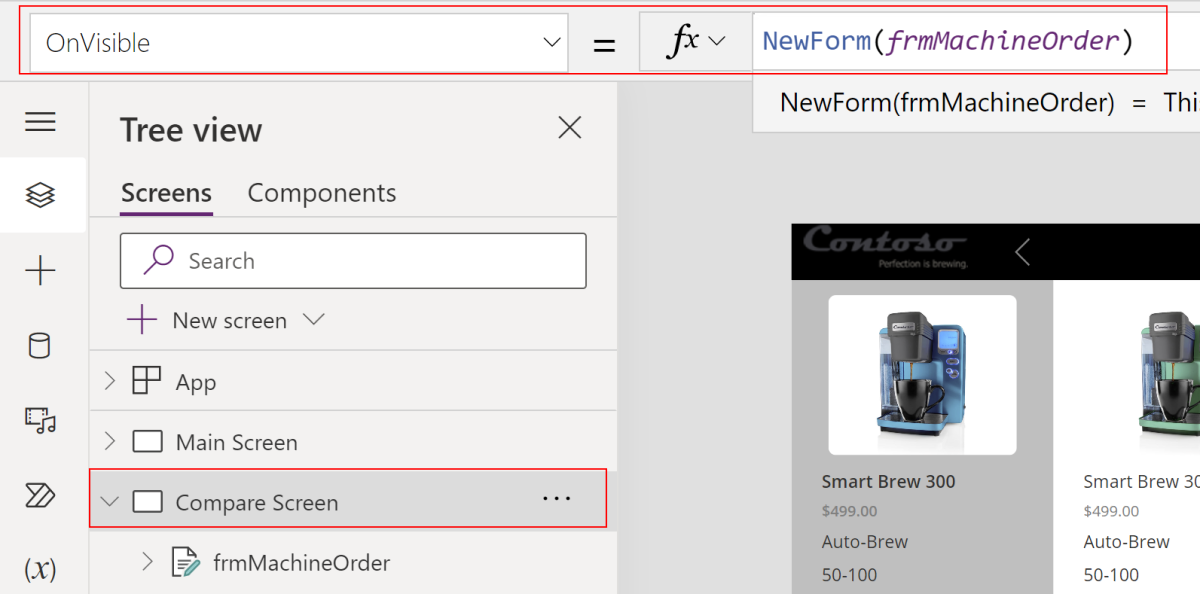 OnVisible = fx NewForm(frmMachineOrder)
NewForm(frmMachineOrder) =
Tree view
Screens Components
Search
New screen
App
Main Screen
Compare Screen
frmMachineOrder
(x)
Contoso
Perfection is brewing.
Smart Brew 300
$499.00
Auto-Brew
50-100
Smart Brew
$499.00
Auto-Brew
50-100